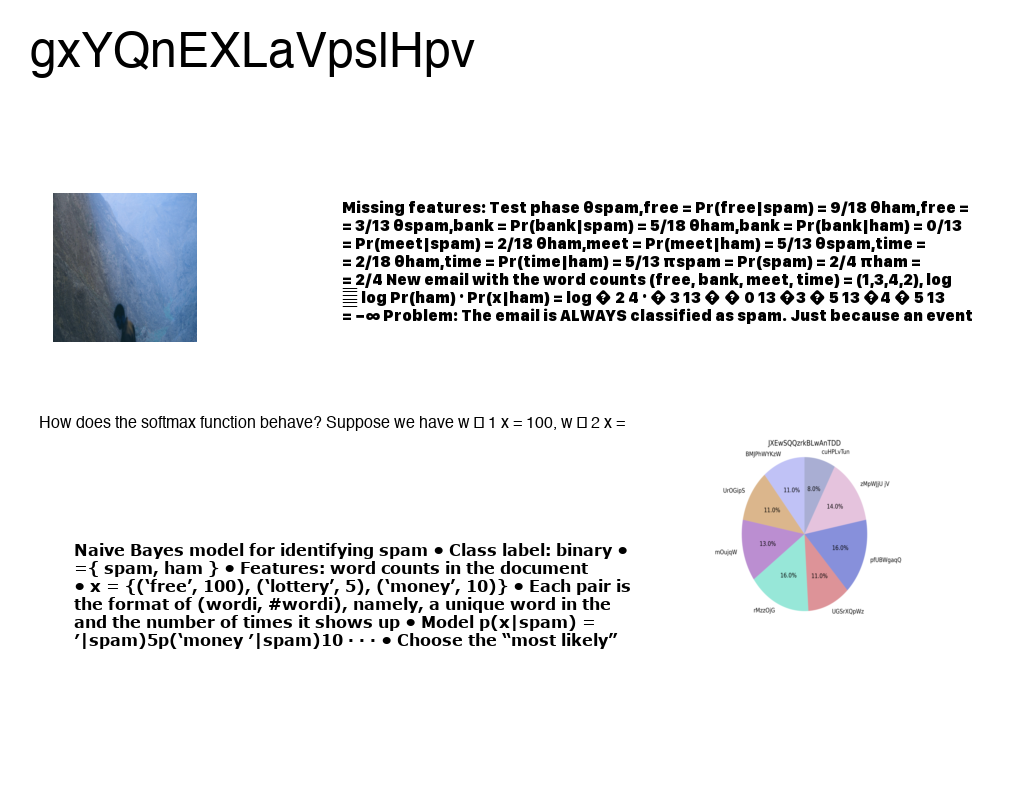 gxYQnEXLaVpslHpv
Missing features: Test phase θspam,free = Pr(free|spam) = 9/18 θham,free =
= 3/13 θspam,bank = Pr(bank|spam) = 5/18 θham,bank = Pr(bank|ham) = 0/13
= Pr(meet|spam) = 2/18 θham,meet = Pr(meet|ham) = 5/13 θspam,time =
= 2/18 θham,time = Pr(time|ham) = 5/13 πspam = Pr(spam) = 2/4 πham =
= 2/4 New email with the word counts (free, bank, meet, time) = (1,3,4,2), log
log Pr(ham) · Pr(x|ham) = log � 2 4 · � 3 13 � � 0 13 �3 � 5 13 �4 � 5 13
= −∞ Problem: The email is ALWAYS classified as spam. Just because an event
How does the softmax function behave? Suppose we have w 1 x = 100, w 2 x =
Naive Bayes model for identifying spam • Class label: binary •
={ spam, ham } • Features: word counts in the document
• x = {(‘free’, 100), (‘lottery’, 5), (‘money’, 10)} • Each pair is
the format of (wordi, #wordi), namely, a unique word in the
and the number of times it shows up • Model p(x|spam) =
’|spam)5p(‘money ’|spam)10 · · · • Choose the “most likely”
JXEwSQQzrkBLwAnTDD
cuHPLvTun
BMJPhWYKzW
zMpWJJU jV
UrOGipS
mOujqW
pfUBWgaqQ
rMzzOjG
UGSrXQpWz
11.0%
8.0%
14.0%
11.0%
13.0%
16.0%
16.0%
11.0%